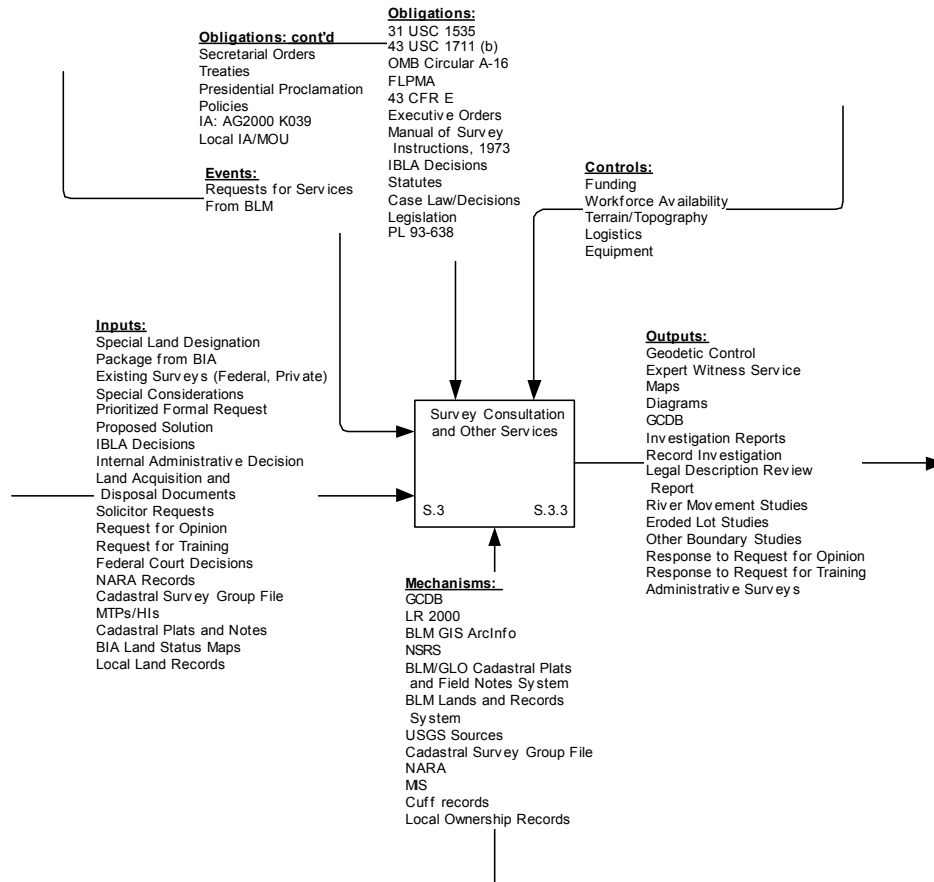 Obligations: cont'd
Secretarial Orders
Treaties
Presidential Proclamation
Policies
IA: AG2000 K039
Local IA/MOU
Obligations:
31 USC 1535
43 USC 1711 (b)
OMB Circular A-16
FLPMA
43 CFR E
Executive Orders
Manual of Survey
Instructions, 1973
IBLA Decisions
Statutes
Case Law/Decisions
Legislation
PL 93-638
Events:
Requests for Services
From BLM
Controls:
Funding
Workforce Availability
Terrain/Topography
Logistics
Equipment
Inputs:
Special Land Designation
Package from BIA
Existing Surveys (Federal, Private)
Special Considerations
Prioritized Formal Request
Proposed Solution
IBLA Decisions
Internal Administrative Decision
Land Acquisition and
Disposal Documents
Solicitor Requests
Request for Opinion
Request for Training
Federal Court Decisions
NARA Records
Cadastral Survey Group File
MTPs/HIs
Cadastral Plats and Notes
BIA Land Status Maps
Local Land Records
Survey Consultation
and Other Services
S.3 S.3.3
Outputs:
Geodetic Control
Expert Witness Service
Maps
Diagrams
GCDB
Investigation Reports
Record Investigation
Legal Description Review
Report
River Movement Studies
Eroded Lot Studies
Other Boundary Studies
Response to Request for Opinion
Response to Request for Training
Administrative Surveys
Mechanisms:
GCDB
LR 2000
BLM GIS ArcInfo
NSRS
BLM/GLO Cadastral Plats
and Field Notes System
BLM Lands and Records
System
USGS Sources
Cadastral Survey Group File
NARA
MIS
Cuff records
Local Ownership Records